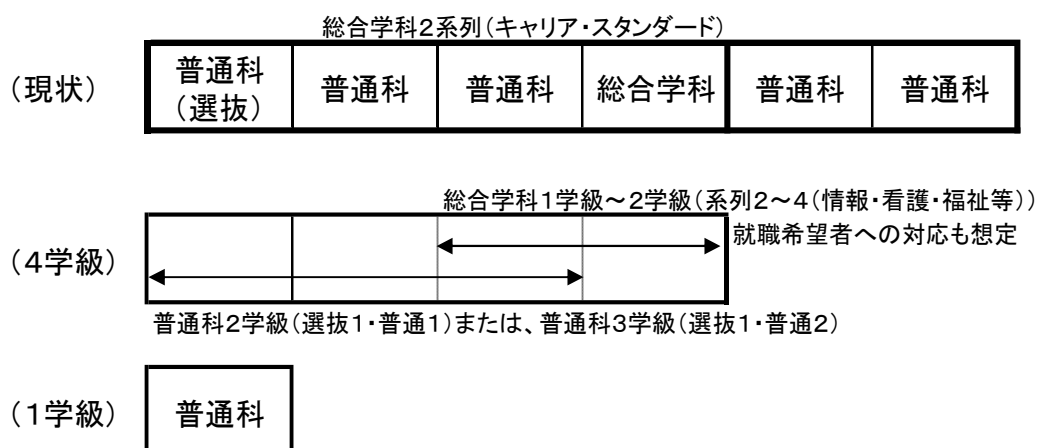 総合学科2系列(キャリア・スタンダード)
(現状)
普通科
(選抜)
普通科
普通科
総合学科
普通科
普通科
総合学科1学級～2学級(系列2～4(情報・看護・福祉等))
就職希望者への対応も想定
(4学級)
普通科2学級(選抜1・普通1)または、普通科3学級(選抜1・普通2)
(1学級)
普通科